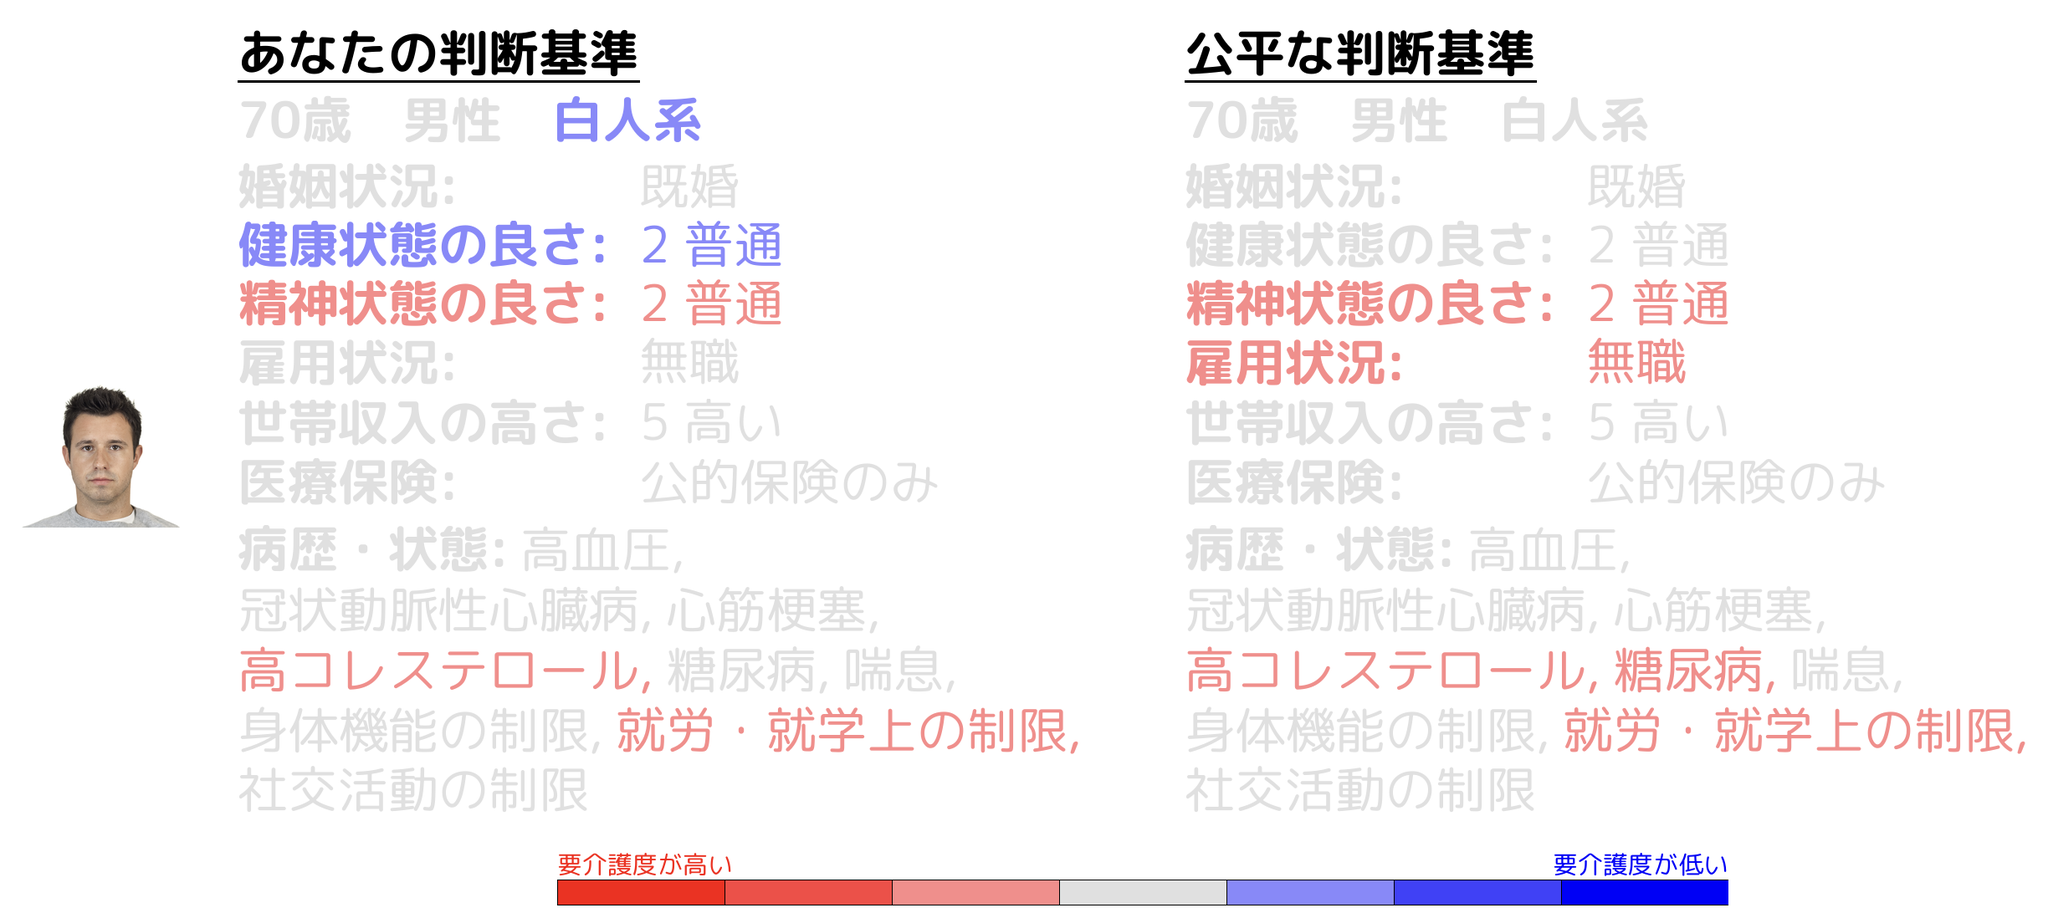 あなたの判断基準
70歳　男性　白人系
婚姻状況:　既婚
健康状態の良さ:　2 普通
精神状態の良さ:　2 普通
雇用状況:　無職
世帯収入の高さ:　5 高い
医療保険:　公的保険のみ
病歴・状態: 高血圧,
冠状動脈性心臓病, 心筋梗塞,
高コレステロール, 糖尿病, 喘息,
身体機能の制限, 就労・就学上の制限,
社交活動の制限
公平な判断基準
70歳　男性　白人系
婚姻状況:　既婚
健康状態の良さ:　2 普通
精神状態の良さ:　2 普通
雇用状況:　無職
世帯収入の高さ:　5 高い
医療保険:　公的保険のみ
病歴・状態: 高血圧,
冠状動脈性心臓病, 心筋梗塞,
高コレステロール, 糖尿病, 喘息,
身体機能の制限, 就労・就学上の制限,
社交活動の制限
要介護度が高い
要介護度が低い